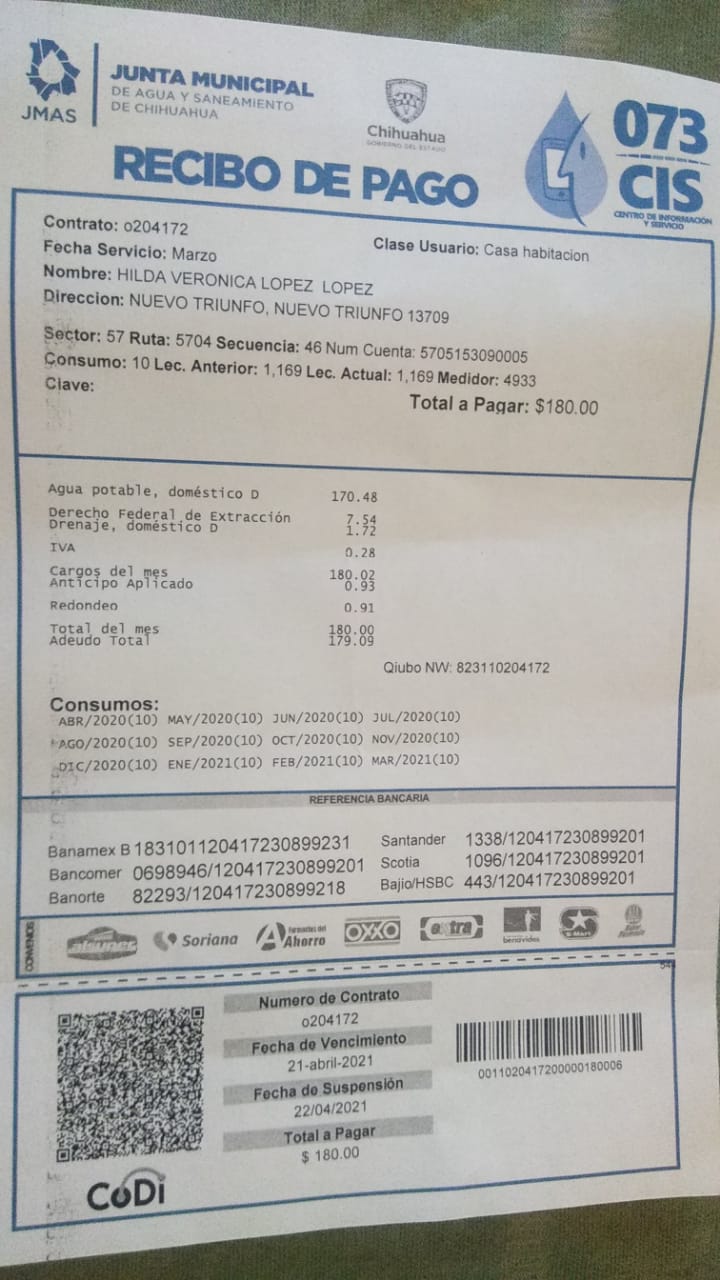 JMAS
JUNTA MUNICIPAL
DE AGUA Y SANEAMIENTO
DE CHIHUAHUA
Chihuahua
GOBIERNO DEL ESTADO
073
CIS
CENTRO DE INFORMACIÓN
Y SERVICIO
RECIBO DE PAGO
Contrato: o204172
Clase Usuario: Casa habitacion
Fecha Servicio: Marzo
Nombre: HILDA VERONICA LOPEZ LOPEZ
Direccion: NUEVO TRIUNFO, NUEVO TRIUNFO 13709
Sector: 57 Ruta: 5704 Secuencia: 46 Num Cuenta: 5705153090005
Consumo: 10 Lec. Anterior: 1,169 Lec. Actual: 1,169 Medidor: 4933
Clave:
Total a Pagar: $180.00
Agua potable, doméstico D 170.48
Derecho Federal de Extracción 7.54
Drenaje, doméstico D 1.72
IVA 0.28
Cargos del mes 180.02
Anticipo Aplicado 0.93
Redondeo 0.91
Total del mes 180.00
Adeudo Total 179.09
Qiubo NW: 823110204172
Consumos:
ABR/2020(10) MAY/2020(10) JUN/2020(10) JUL/2020(10)
AGO/2020(10) SEP/2020(10) OCT/2020(10) NOV/2020(10)
DIC/2020(10) ENE/2021(10) FEB/2021(10) MAR/2021(10)
REFERENCIA BANCARIA
Banamex B 183101120417230899231 Santander 1338/120417230899201
Bancomer 0698946/120417230899201 Scotia 1096/120417230899201
Banorte 82293/120417230899218 Bajio/HSBC 443/120417230899201
CONVENIOS
alsuper Soriana Farmacias del Ahorro OXXO extra benavides S-Mart
Numero de Contrato
o204172
Fecha de Vencimiento
21-abril-2021
Fecha de Suspensión
22/04/2021
Total a Pagar
$ 180.00
0011020417200000180006
CoDi